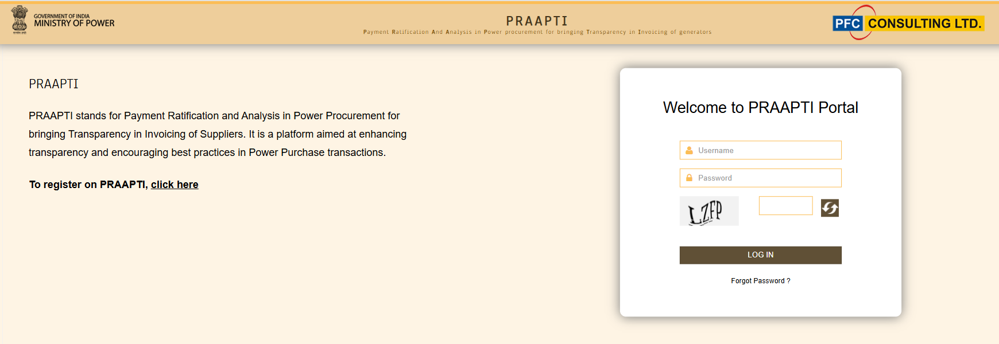 GOVERNMENT OF INDIA
MINISTRY OF POWER
PRAAPTI
Payment Ratification And Analysis in Power procurement for bringing Transparency in Invoicing of generators
PFC CONSULTING LTD.
PRAAPTI
PRAAPTI stands for Payment Ratification and Analysis in Power Procurement for
bringing Transparency in Invoicing of Suppliers. It is a platform aimed at enhancing
transparency and encouraging best practices in Power Purchase transactions.
To register on PRAAPTI, click here
Welcome to PRAAPTI Portal
Username
Password
LZFP
LOG IN
Forgot Password ?